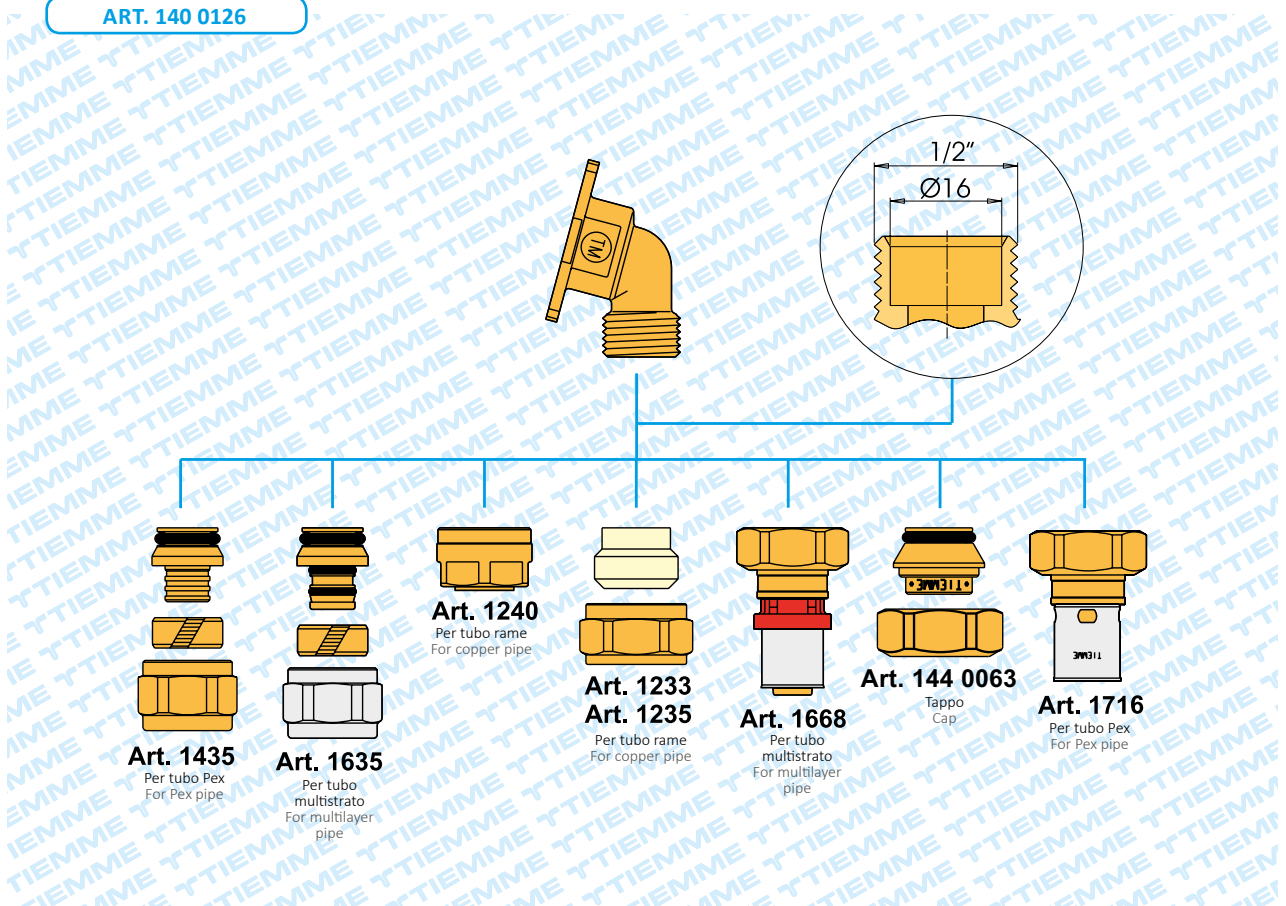 ART. 140 0126
1/2"
Ø16
TM
Art. 1435
Per tubo Pex
For Pex pipe
Art. 1635
Per tubo
multistrato
For multilayer
pipe
Art. 1240
Per tubo rame
For copper pipe
Art. 1233
Art. 1235
Per tubo rame
For copper pipe
Art. 1668
Per tubo
multistrato
For multilayer
pipe
•TIEMME•
Art. 144 0063
Tappo
Cap
TIEMME
Art. 1716
Per tubo Pex
For Pex pipe
TIEMME